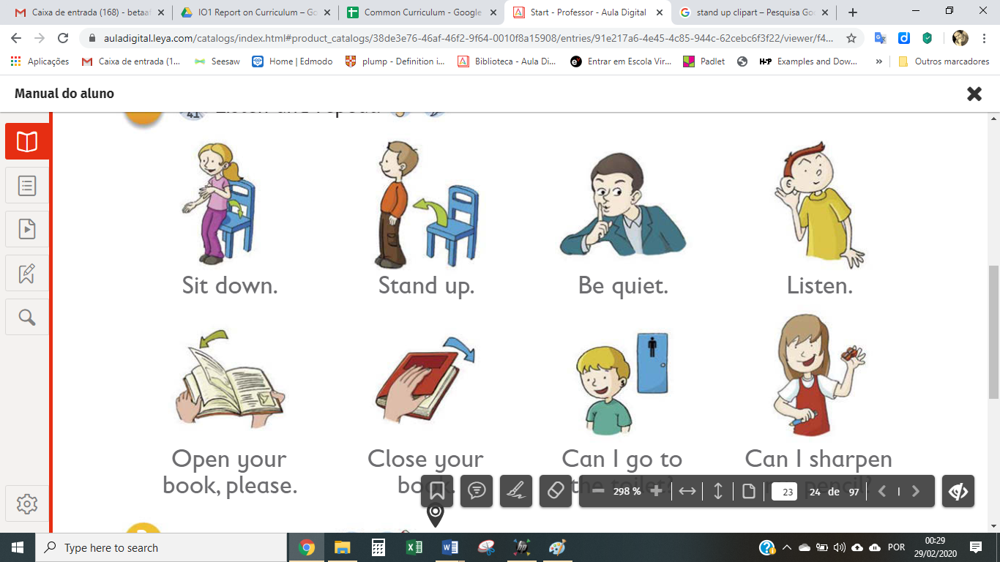 Caixa de entrada (168) - betaa
IO1 Report on Curriculum – Go
Common Curriculum - Google
Start - Professor - Aula Digital
stand up clipart – Pesquisa Goo
auladigital.leya.com/catalogs/index.html#product_catalogs/38de3e76-46af-46f2-9f64-0010f8a15908/entries/91e217a6-4e45-4c85-944c-62cebc6f3f22/viewer/f4...
Aplicações
Caixa de entrada (1...
Seesaw
Home | Edmodo
plump - Definition i...
Biblioteca - Aula Di...
Entrar em Escola Vir...
Padlet
Examples and Dow...
Outros marcadores
Manual do aluno
41 Listen and repeat.
Sit down.
Stand up.
Be quiet.
Listen.
Open your
book, please.
Close your
book.
Can I go to
the toilet?
Can I sharpen
pencil?
298 %
23
24 de 97
Type here to search
POR
00:29
29/02/2020